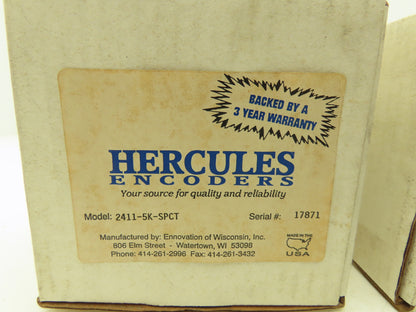 BACKED BY A
3 YEAR WARRANTY
HERCULES
ENCODERS
Your source for quality and reliability
Model: 2411-5K-SPCT Serial #: 17871
Manufactured by: Ennovation of Wisconsin, Inc.
806 Elm Street - Watertown, WI 53098
Phone: 414-261-2996 Fax: 414-261-3432
MADE IN THE
USA